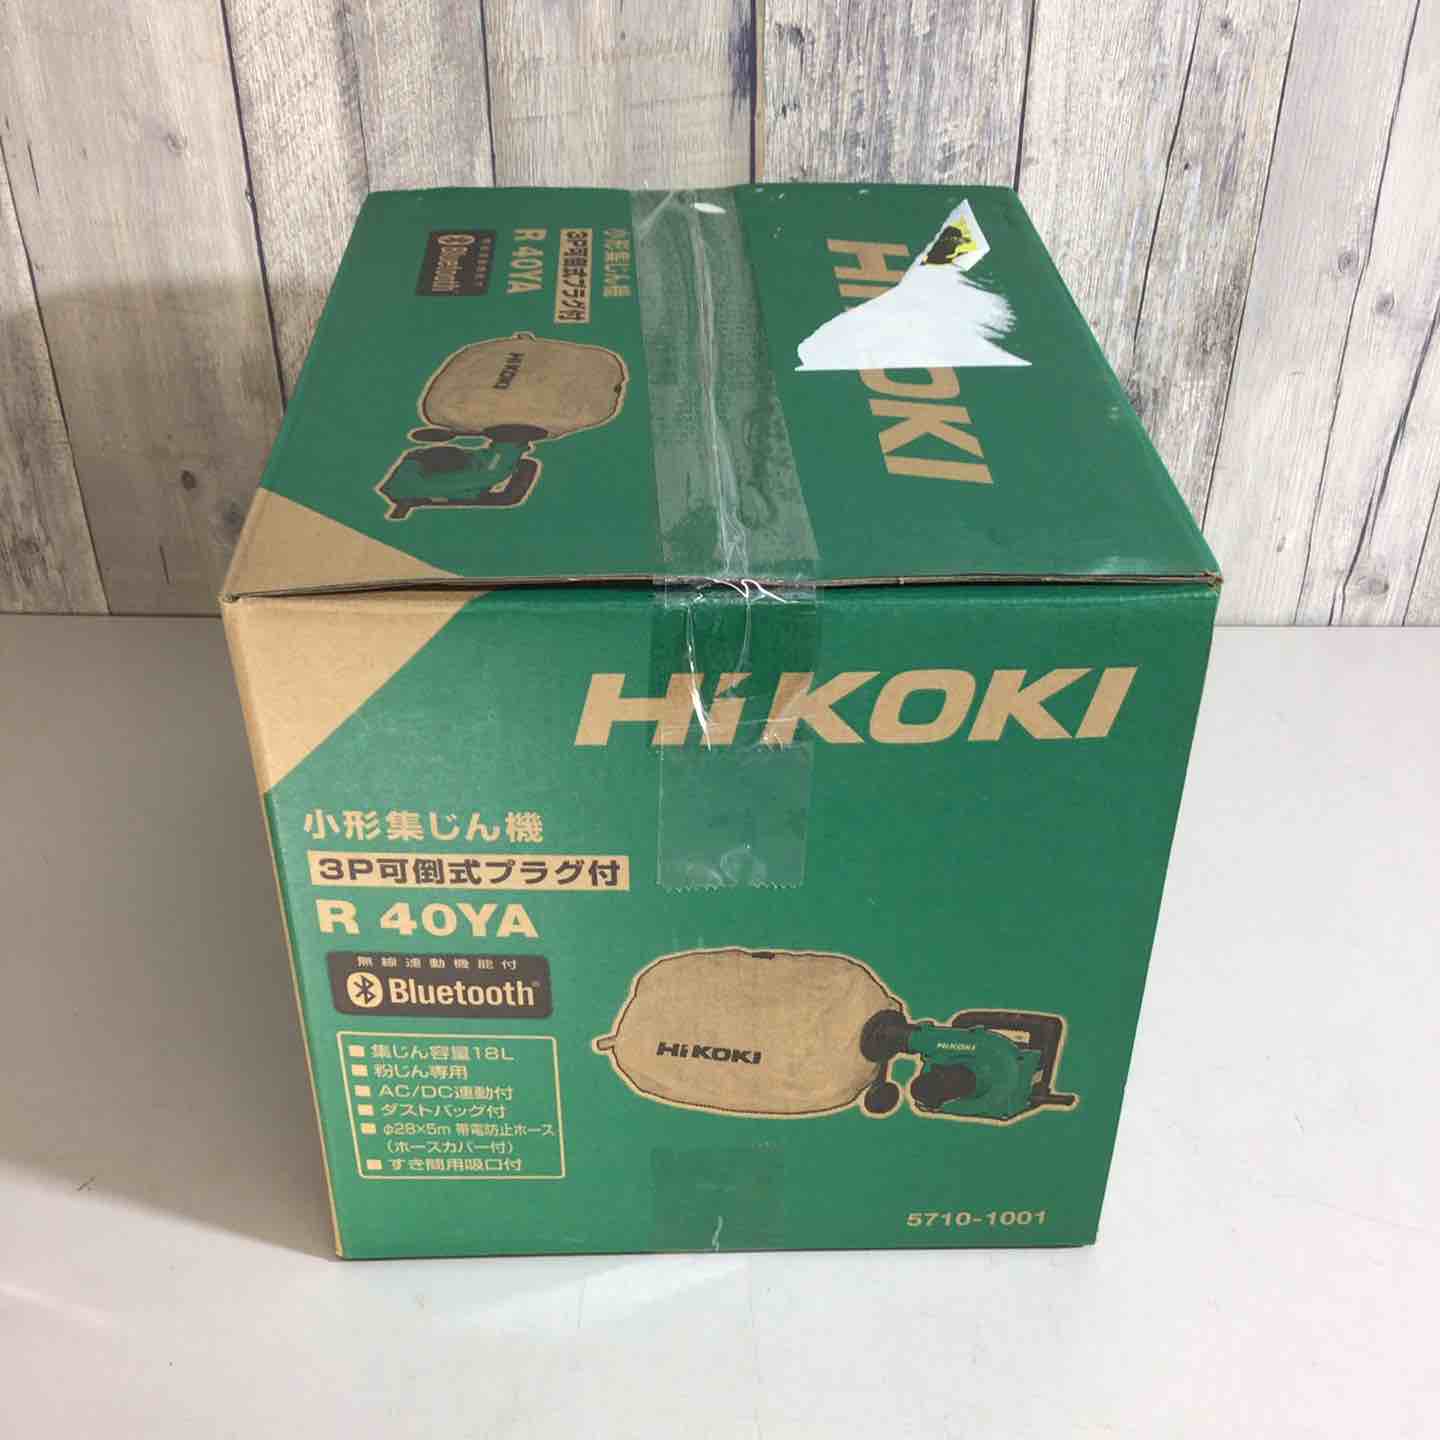 小形集じん機
3P可倒式プラグ付
R 40YA
Bluetooth
HiKOKI
HiKOKI
HiKOKI
小形集じん機
3P可倒式プラグ付
R 40YA
無線連動機能付
Bluetooth®
■ 集じん容量18L
■ 粉じん専用
■ AC/DC連動付
■ ダストバッグ付
■ φ28×5m 帯電防止ホース
(ホースカバー付)
■ すき間用吸口付
HiKOKI
HiKOKI
5710-1001